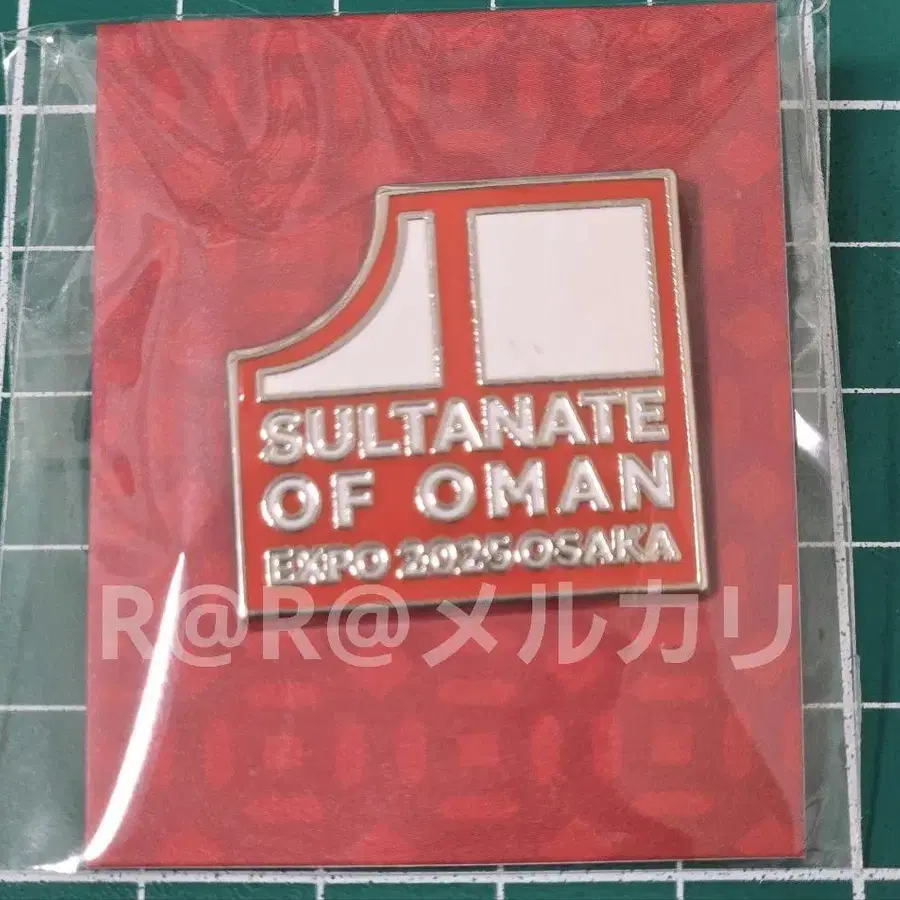 SULTANATE
OF OMAN
EXPO 2025 OSAKA
R@R@メルカリ